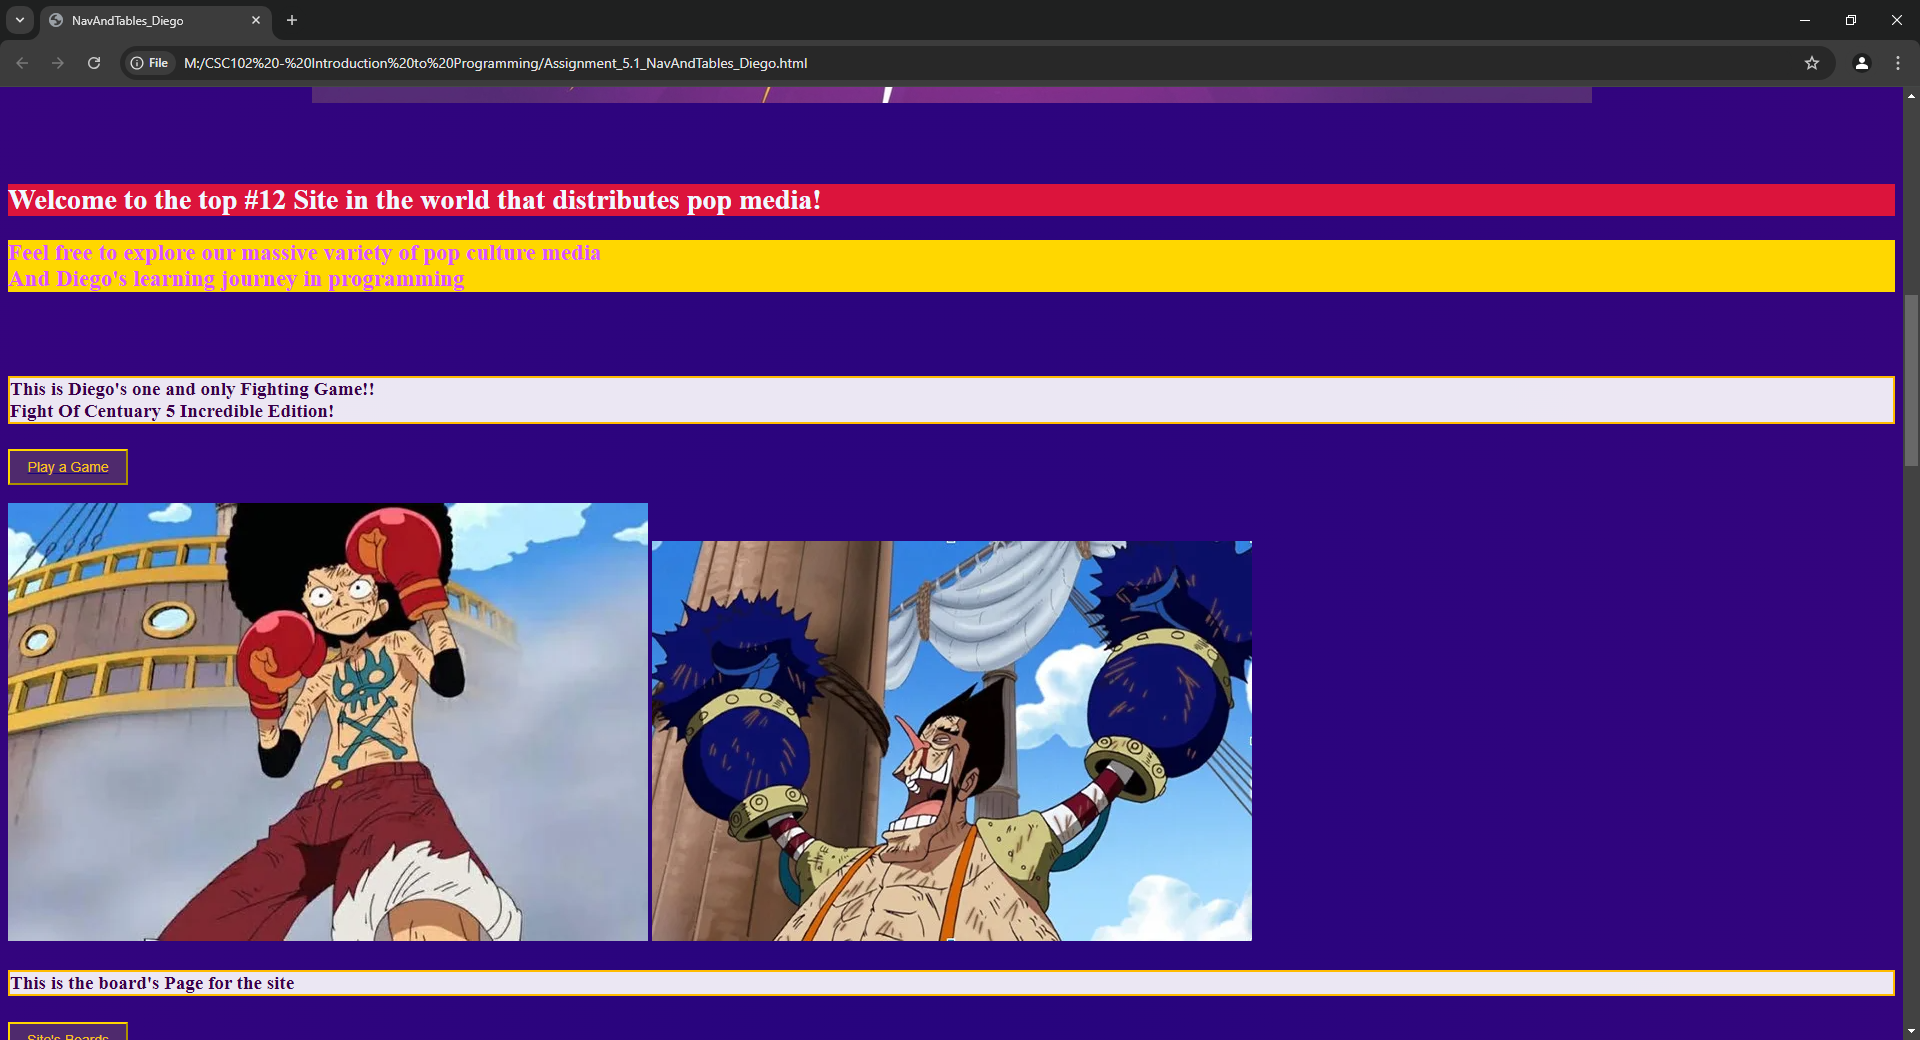 NavAndTables_Diego
File
M:/CSC102%20-%20Introduction%20to%20Programming/Assignment_5.1_NavAndTables_Diego.html
Welcome to the top #12 Site in the world that distributes pop media!
Feel free to explore our massive variety of pop culture media
And Diego's learning journey in programming
This is Diego's one and only Fighting Game!!
Fight Of Centuary 5 Incredible Edition!
Play a Game
This is the board's Page for the site
Site's Boards